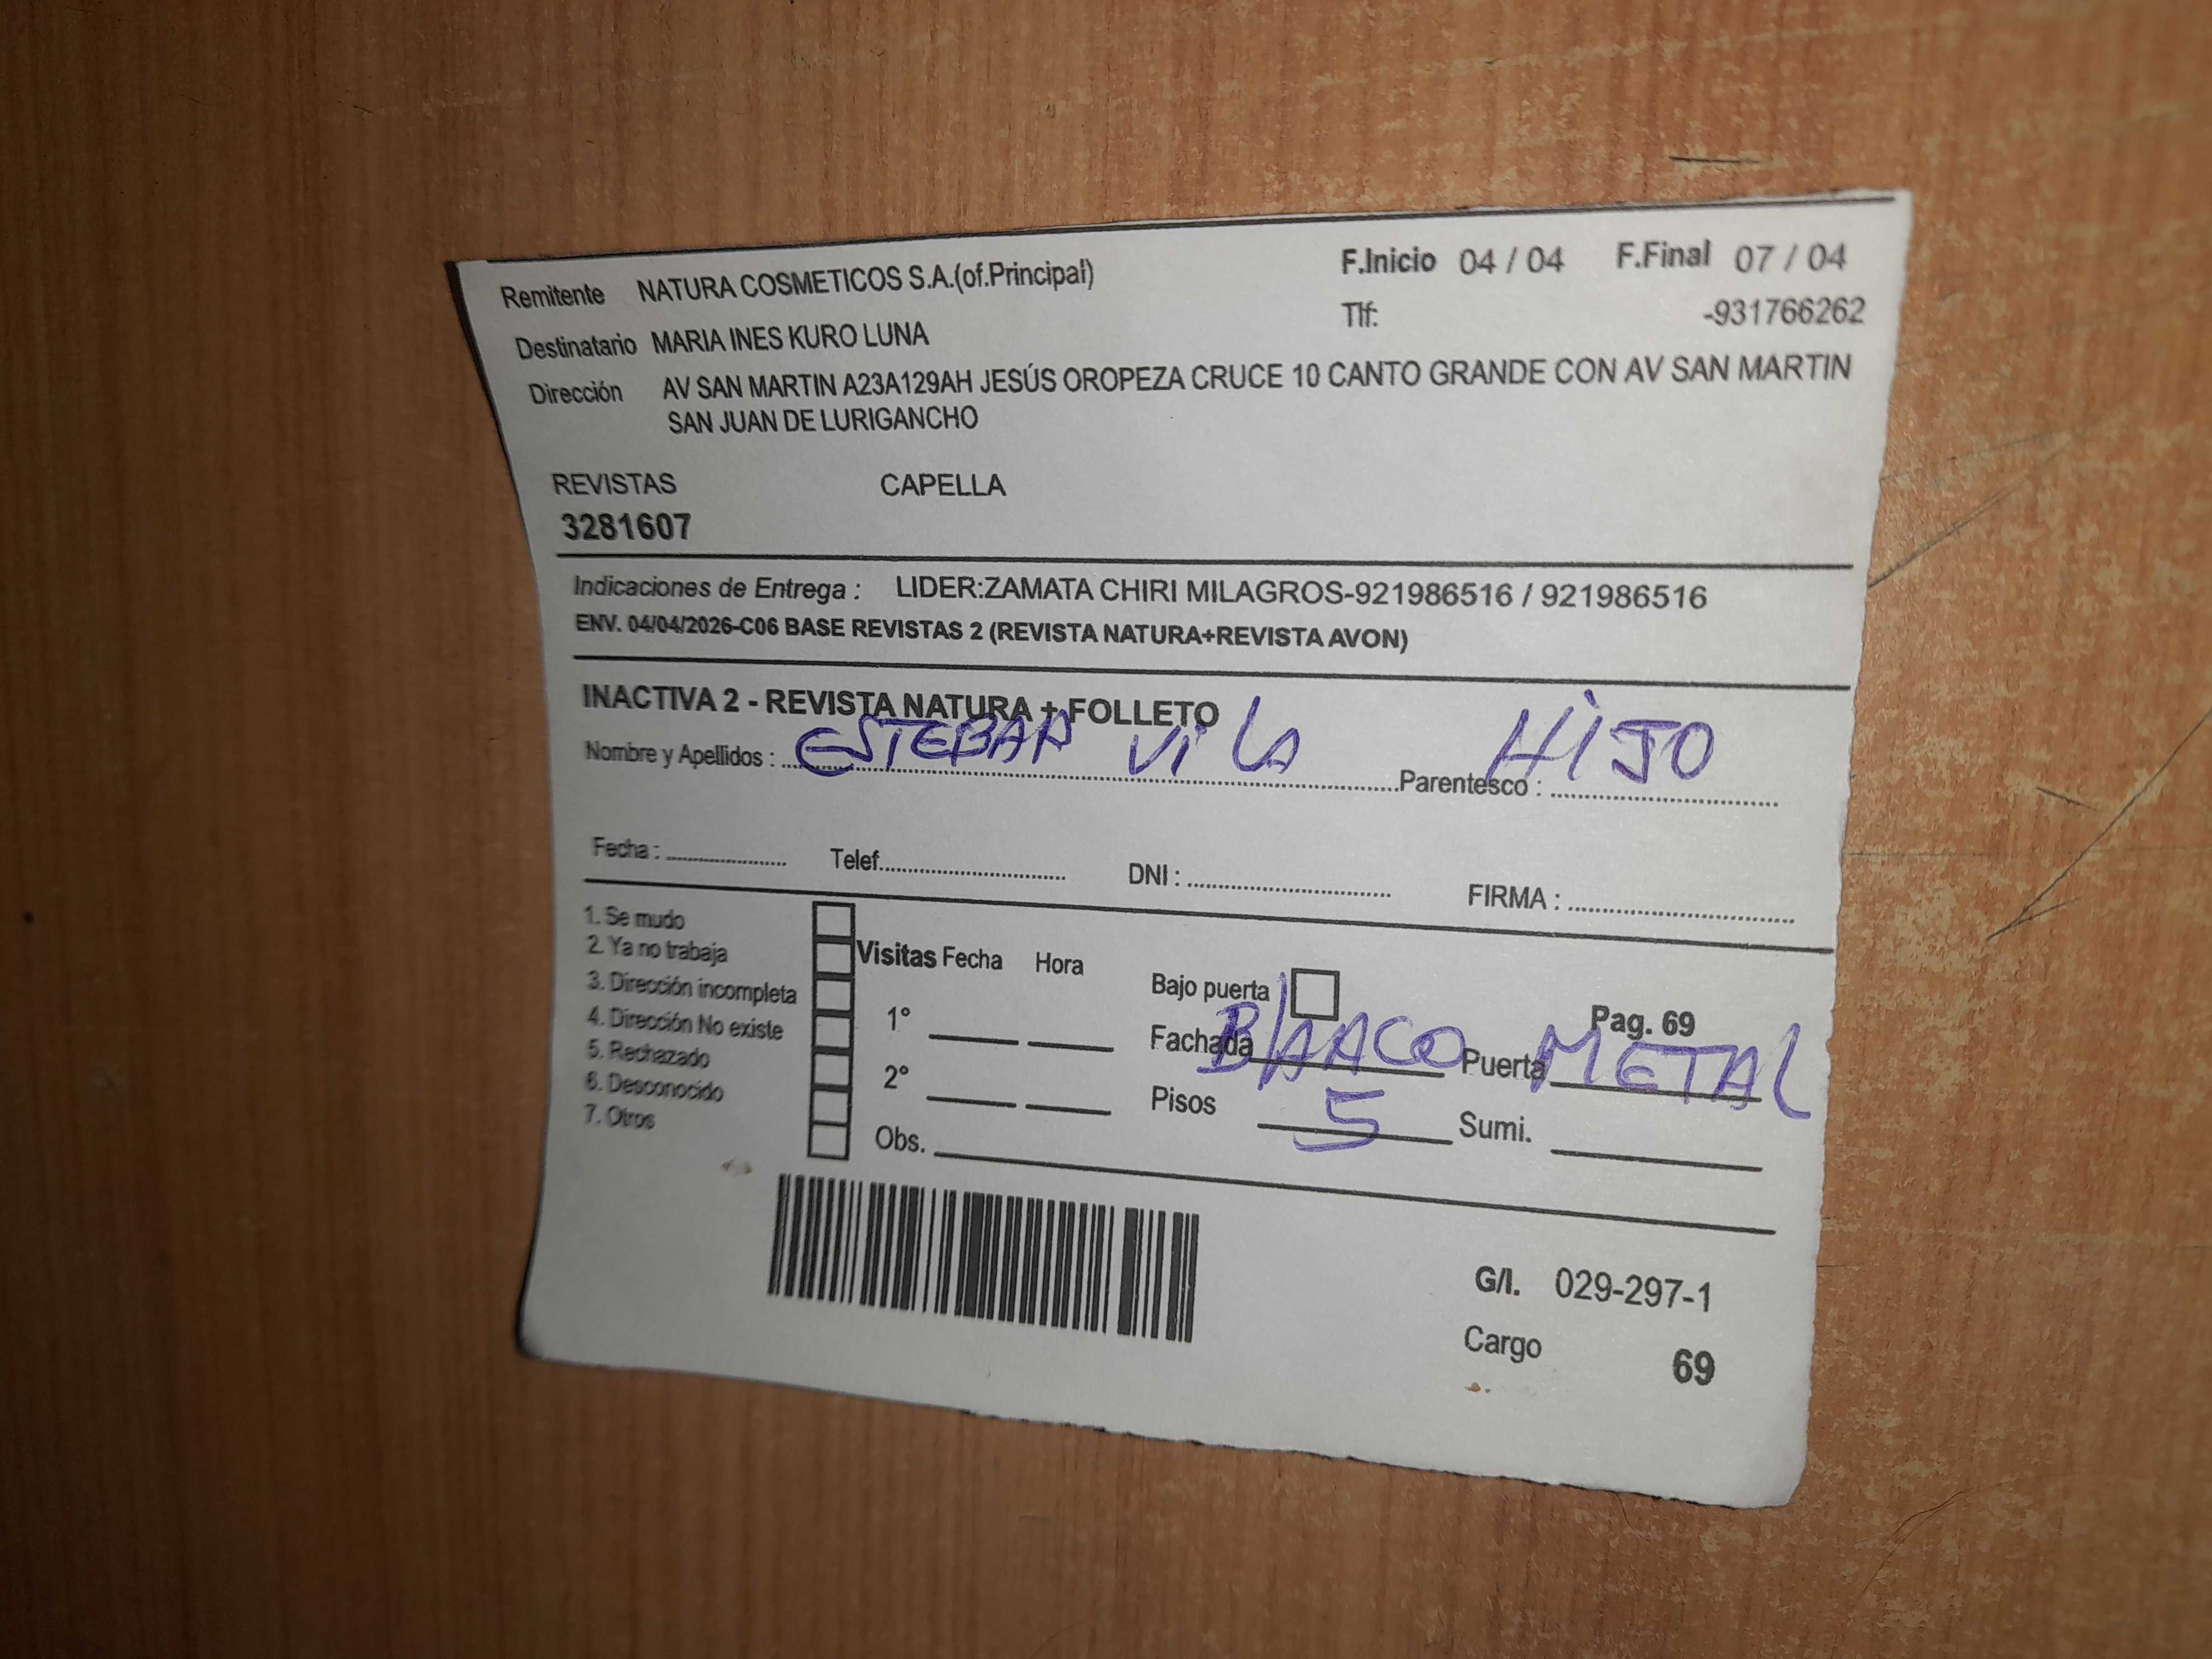 Remitente NATURA COSMETICOS S.A.(of.Principal) F.Inicio 04 / 04 F.Final 07 / 04
Destinatario MARIA INES KURO LUNA Tlf: -931766262
Dirección AV SAN MARTIN A23A129AH JESÚS OROPEZA CRUCE 10 CANTO GRANDE CON AV SAN MARTIN
SAN JUAN DE LURIGANCHO
REVISTAS CAPELLA
3281607
Indicaciones de Entrega : LIDER:ZAMATA CHIRI MILAGROS-921986516 / 921986516
ENV. 04/04/2026-C06 BASE REVISTAS 2 (REVISTA NATURA+REVISTA AVON)
INACTIVA 2 - REVISTA NATURA + FOLLETO
Nombre y Apellidos : ESTEBAN VILA Parentesco : HIJO
Fecha : Telef. DNI : FIRMA :
1. Se mudo
2. Ya no trabaja
3. Dirección incompleta
4. Dirección No existe
5. Rechazado
6. Desconocido
7. Otros
Visitas Fecha Hora
1°
2°
Obs.
Bajo puerta Pag. 69
Fachada BLANCO Puerta METAL
Pisos 5 Sumi.
G/I. 029-297-1
Cargo 69